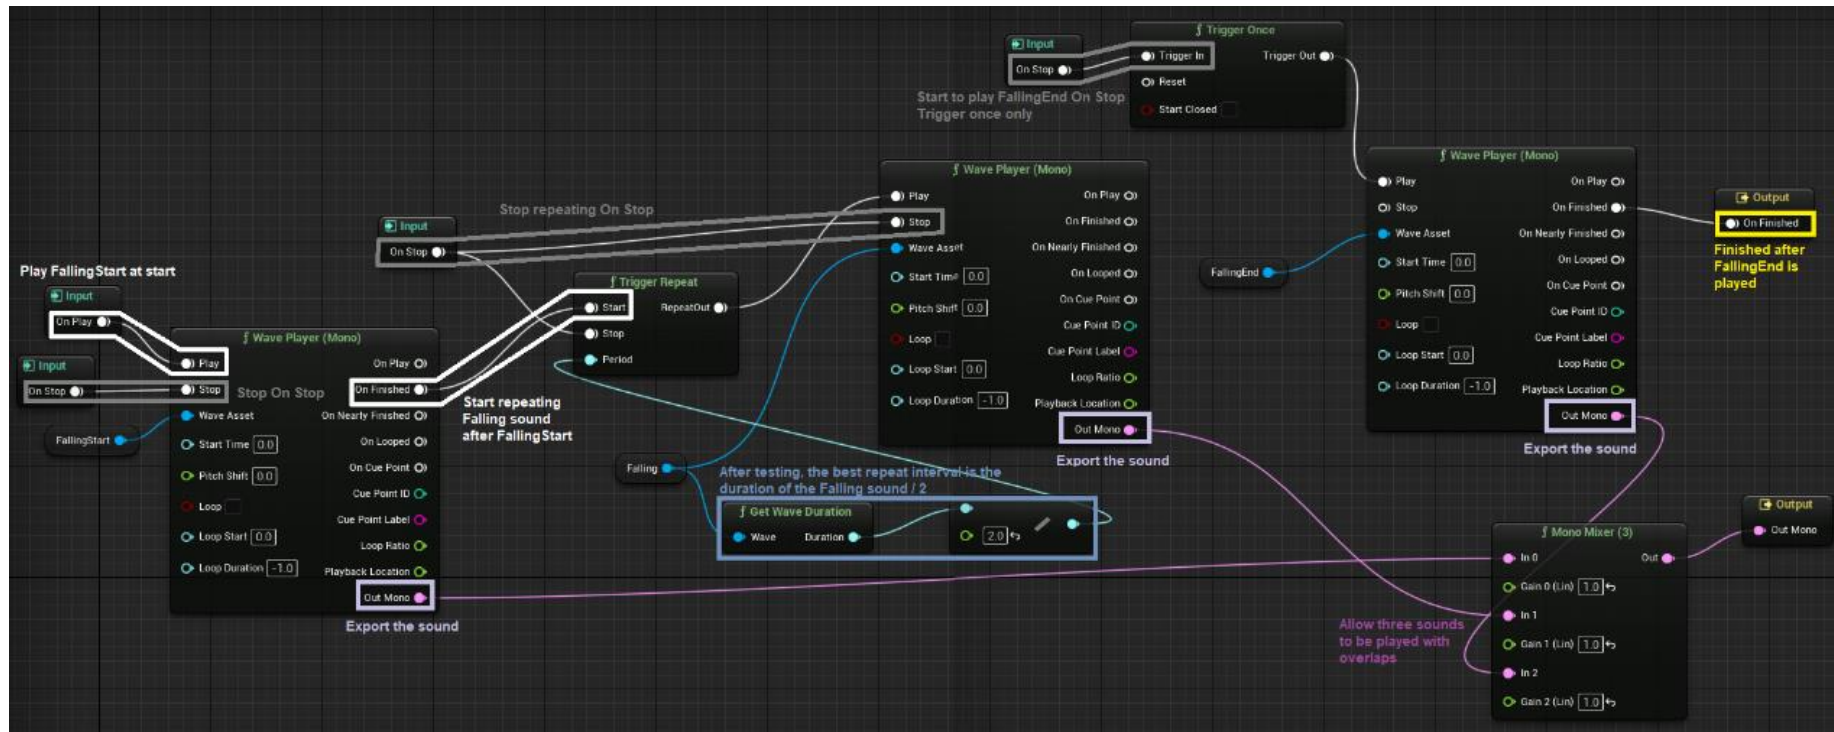 Play FallingStart at start
Input
On Play
Input
On Stop
FallingStart
ƒ Wave Player (Mono)
Play
On Play
Stop
Stop On Stop
On Finished
Wave Asset
On Nearly Finished
Start Time 0.0
On Looped
Pitch Shift 0.0
On Cue Point
Cue Point ID
Loop
Cue Point Label
Loop Start 0.0
Loop Ratio
Loop Duration -1.0
Playback Location
Out Mono
Export the sound
Input
On Stop
Stop repeating On Stop
Start repeating
Falling sound
after FallingStart
ƒ Trigger Repeat
Start
RepeatOut
Stop
Period
Falling
After testing, the best repeat interval is the
duration of the Falling sound / 2
ƒ Get Wave Duration
Wave
Duration
2.0
ƒ Wave Player (Mono)
Play
On Play
Stop
On Finished
Wave Asset
On Nearly Finished
Start Time 0.0
On Looped
On Cue Point
Pitch Shift 0.0
Cue Point ID
Loop
Cue Point Label
Loop Start 0.0
Loop Ratio
Loop Duration -1.0
Playback Location
Out Mono
Export the sound
Input
On Stop
Start to play FallingEnd On Stop
Trigger once only
ƒ Trigger Once
Trigger In
Trigger Out
Reset
Start Closed
FallingEnd
ƒ Wave Player (Mono)
Play
On Play
Stop
On Finished
Wave Asset
On Nearly Finished
Start Time 0.0
On Looped
On Cue Point
Pitch Shift 0.0
Cue Point ID
Loop
Cue Point Label
Loop Start 0.0
Loop Ratio
Loop Duration -1.0
Playback Location
Out Mono
Export the sound
Output
On Finished
Finished after
FallingEnd is
played
Allow three sounds
to be played with
overlaps
ƒ Mono Mixer (3)
In 0
Out
Gain 0 (Lin) 1.0
In 1
Gain 1 (Lin) 1.0
In 2
Gain 2 (Lin) 1.0
Output
Out Mono